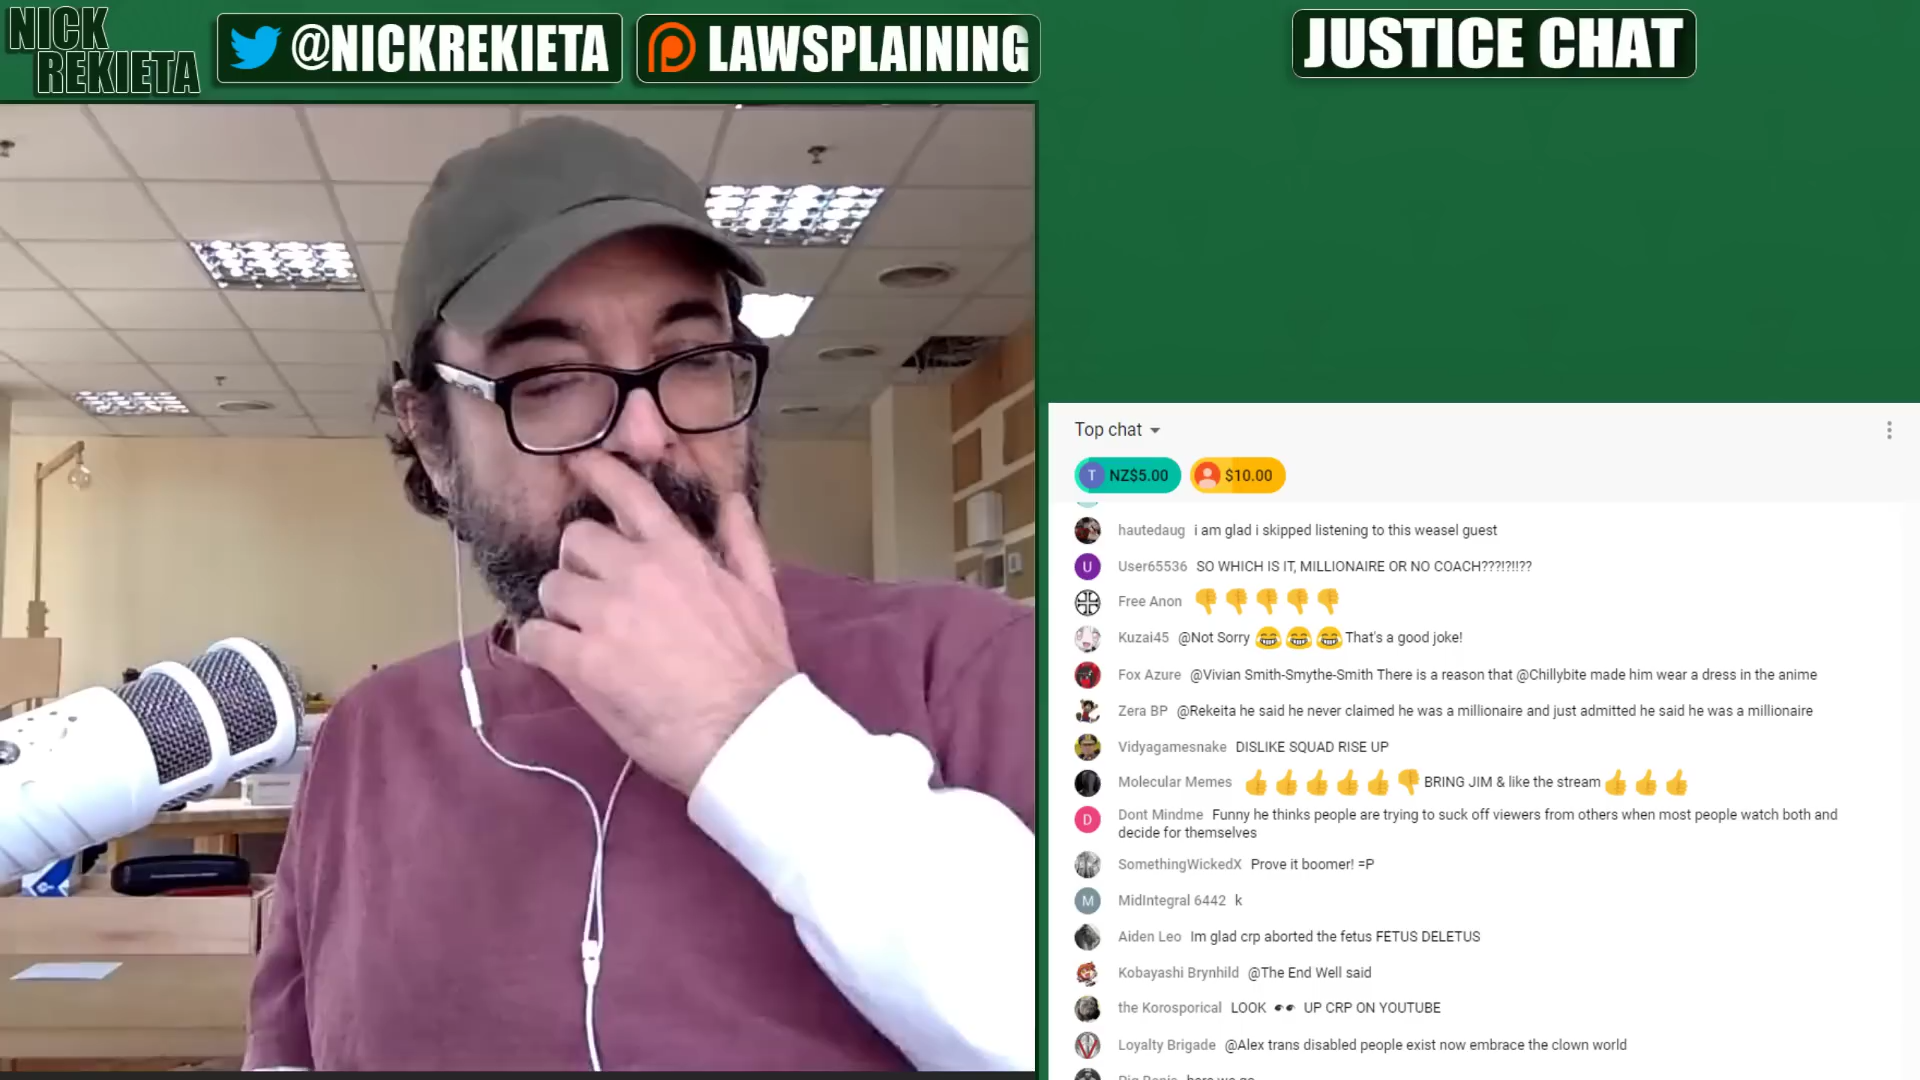 NICK
REKIETA
@NICKREKIETA
LAWSPLAINING
JUSTICE CHAT
Top chat
T NZ$5.00 $10.00
hautedaug i am glad i skipped listening to this weasel guest
U User65536 SO WHICH IS IT, MILLIONAIRE OR NO COACH???!?!!??
Free Anon 👎👎👎👎👎
Kuzai45 @Not Sorry 😂😂😂 That's a good joke!
Fox Azure @Vivian Smith-Smythe-Smith There is a reason that @Chillybite made him wear a dress in the anime
Zera BP @Rekeita he said he never claimed he was a millionaire and just admitted he said he was a millionaire
Vidyagamesnake DISLIKE SQUAD RISE UP
Molecular Memes 👍👍👍👍👍👎 BRING JIM & like the stream 👍👍👍
D Dont Mindme Funny he thinks people are trying to suck off viewers from others when most people watch both and
decide for themselves
SomethingWickedX Prove it boomer! =P
M MidIntegral 6442 k
Aiden Leo Im glad crp aborted the fetus FETUS DELETUS
Kobayashi Brynhild @The End Well said
the Korosporical LOOK 👀 UP CRP ON YOUTUBE
Loyalty Brigade @Alex trans disabled people exist now embrace the clown world